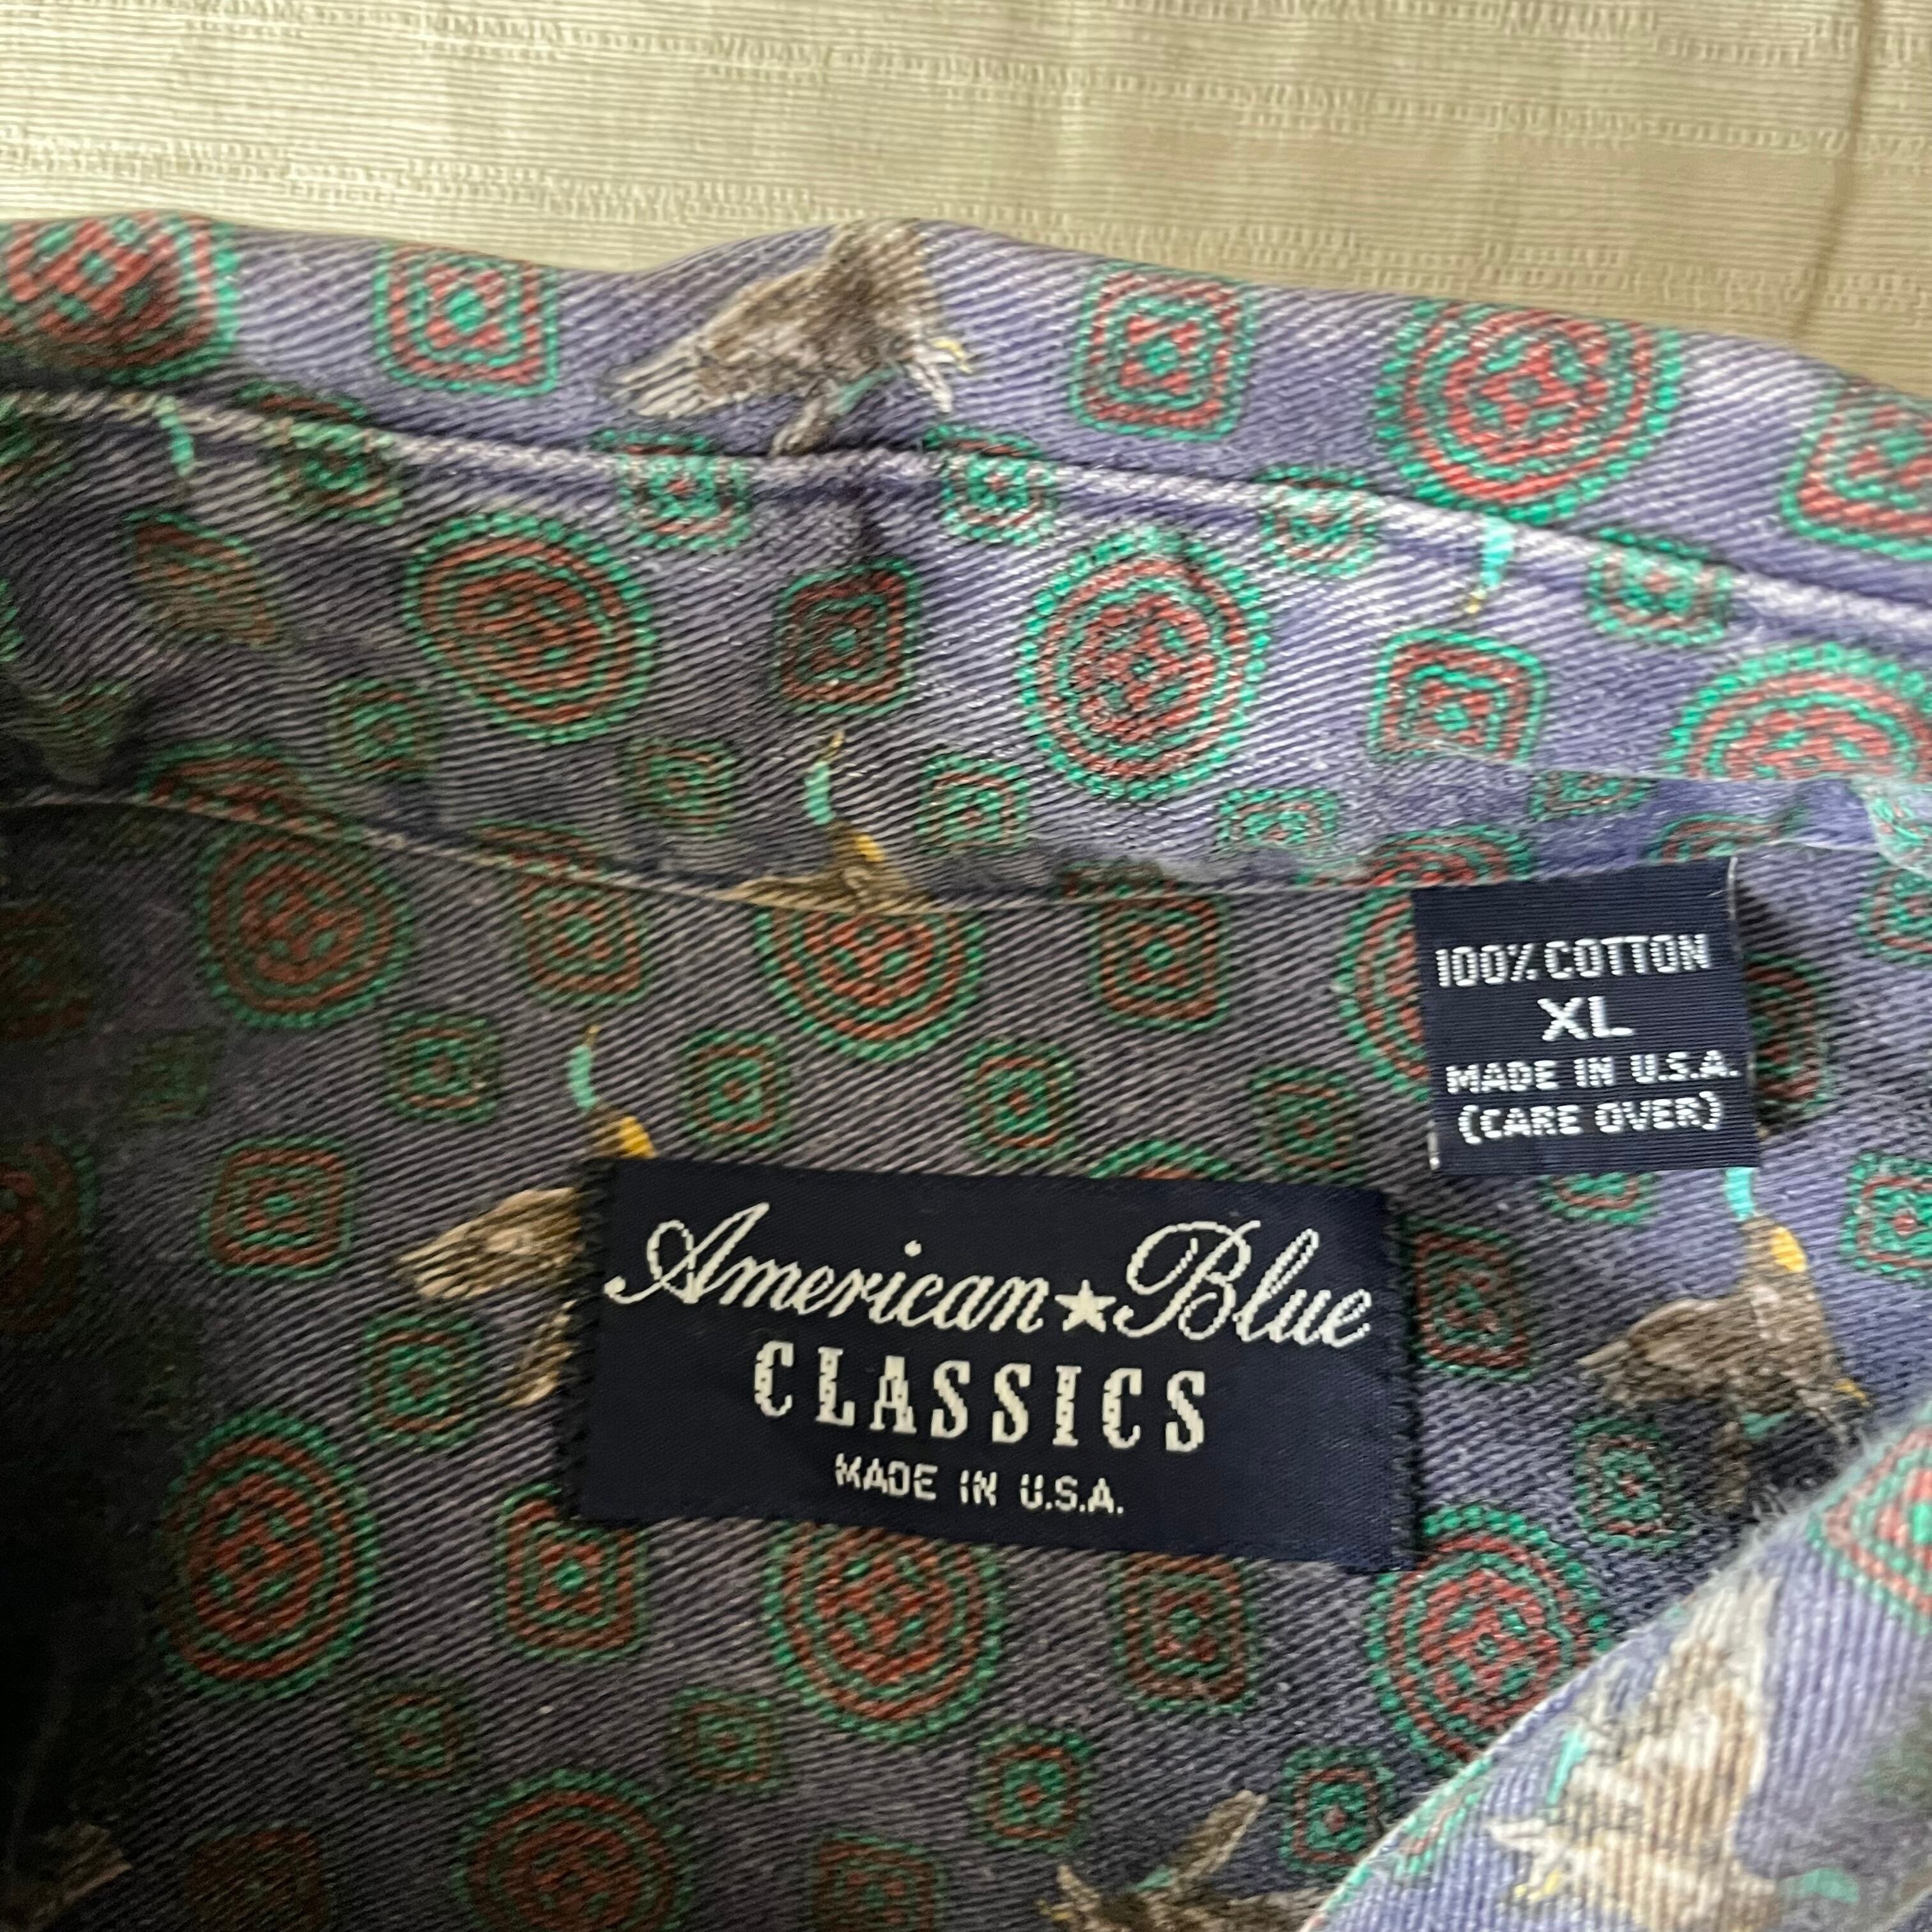 100% COTTON
XL
MADE IN U.S.A.
(CARE OVER)
American★Blue
CLASSICS
MADE IN U.S.A.